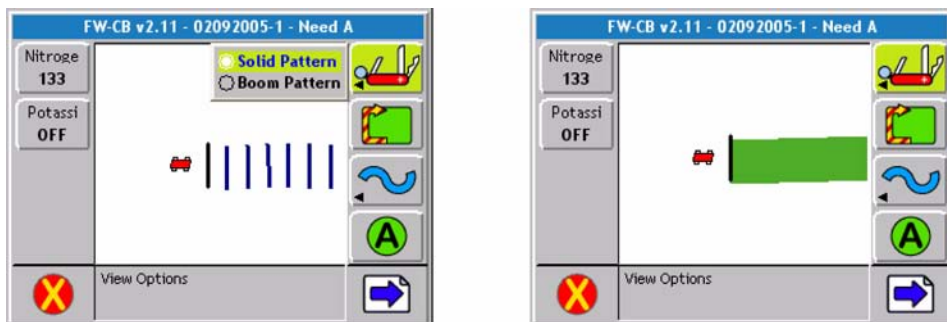 FW-CB v2.11 - 02092005-1 - Need A
Nitroge
133
Potassi
OFF
Solid Pattern
Boom Pattern
A
X
View Options
FW-CB v2.11 - 02092005-1 - Need A
Nitroge
133
Potassi
OFF
A
X
View Options